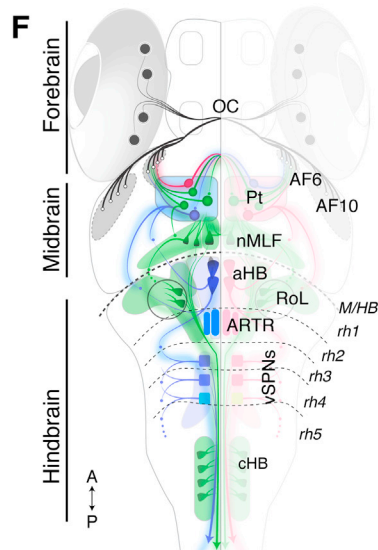 F
Forebrain
OC
AF6
Pt
AF10
Midbrain
nMLF
aHB
RoL
M/HB
ARTR
rh1
rh2
vSPNs
rh3
rh4
rh5
Hindbrain
cHB
A
P